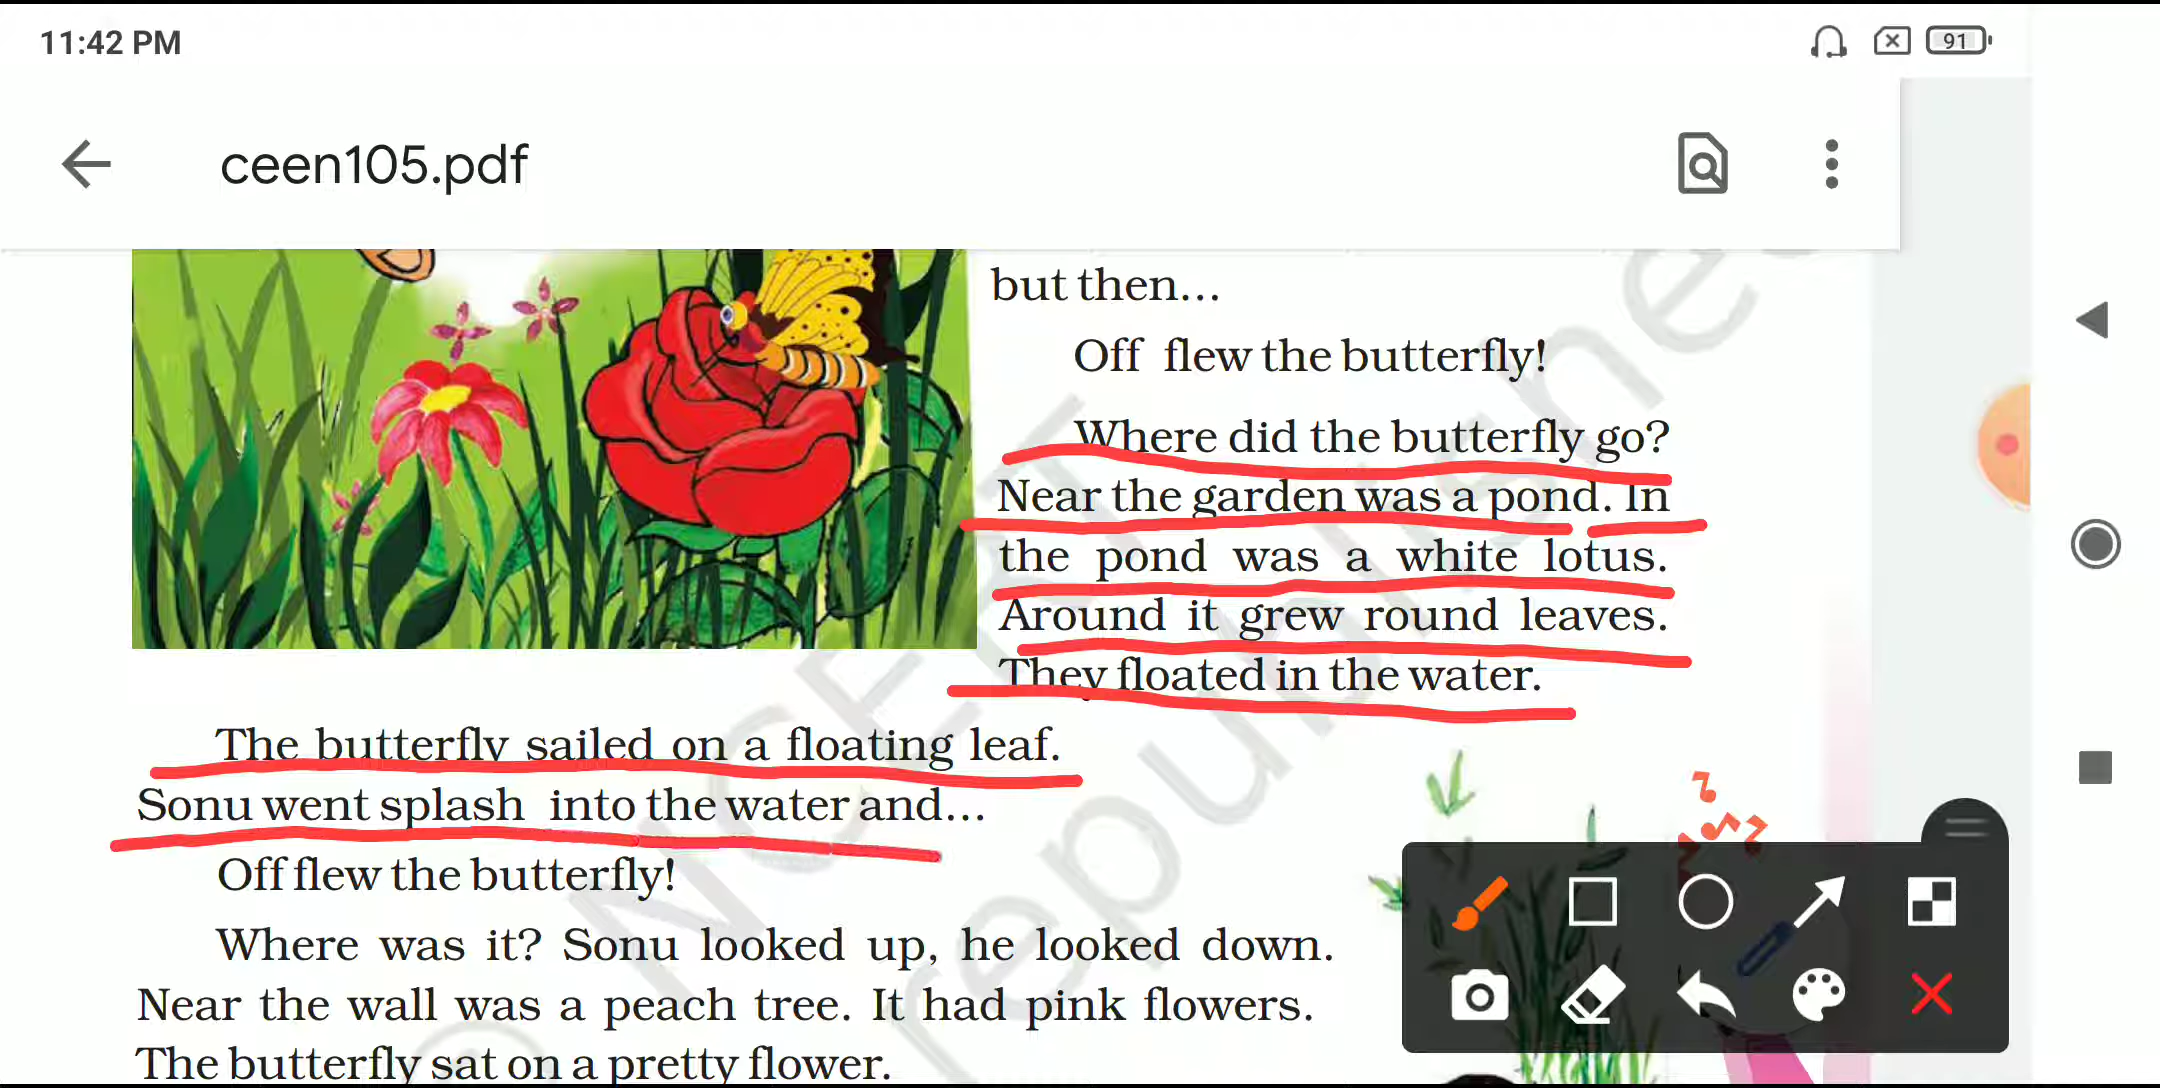 11:42 PM
91
ceen105.pdf
but then...
Off flew the butterfly!
Where did the butterfly go?
Near the garden was a pond. In
the pond was a white lotus.
Around it grew round leaves.
They floated in the water.
The butterfly sailed on a floating leaf.
Sonu went splash into the water and...
Off flew the butterfly!
Where was it? Sonu looked up, he looked down.
Near the wall was a peach tree. It had pink flowers.
The butterfly sat on a pretty flower.
NCERT
republishe